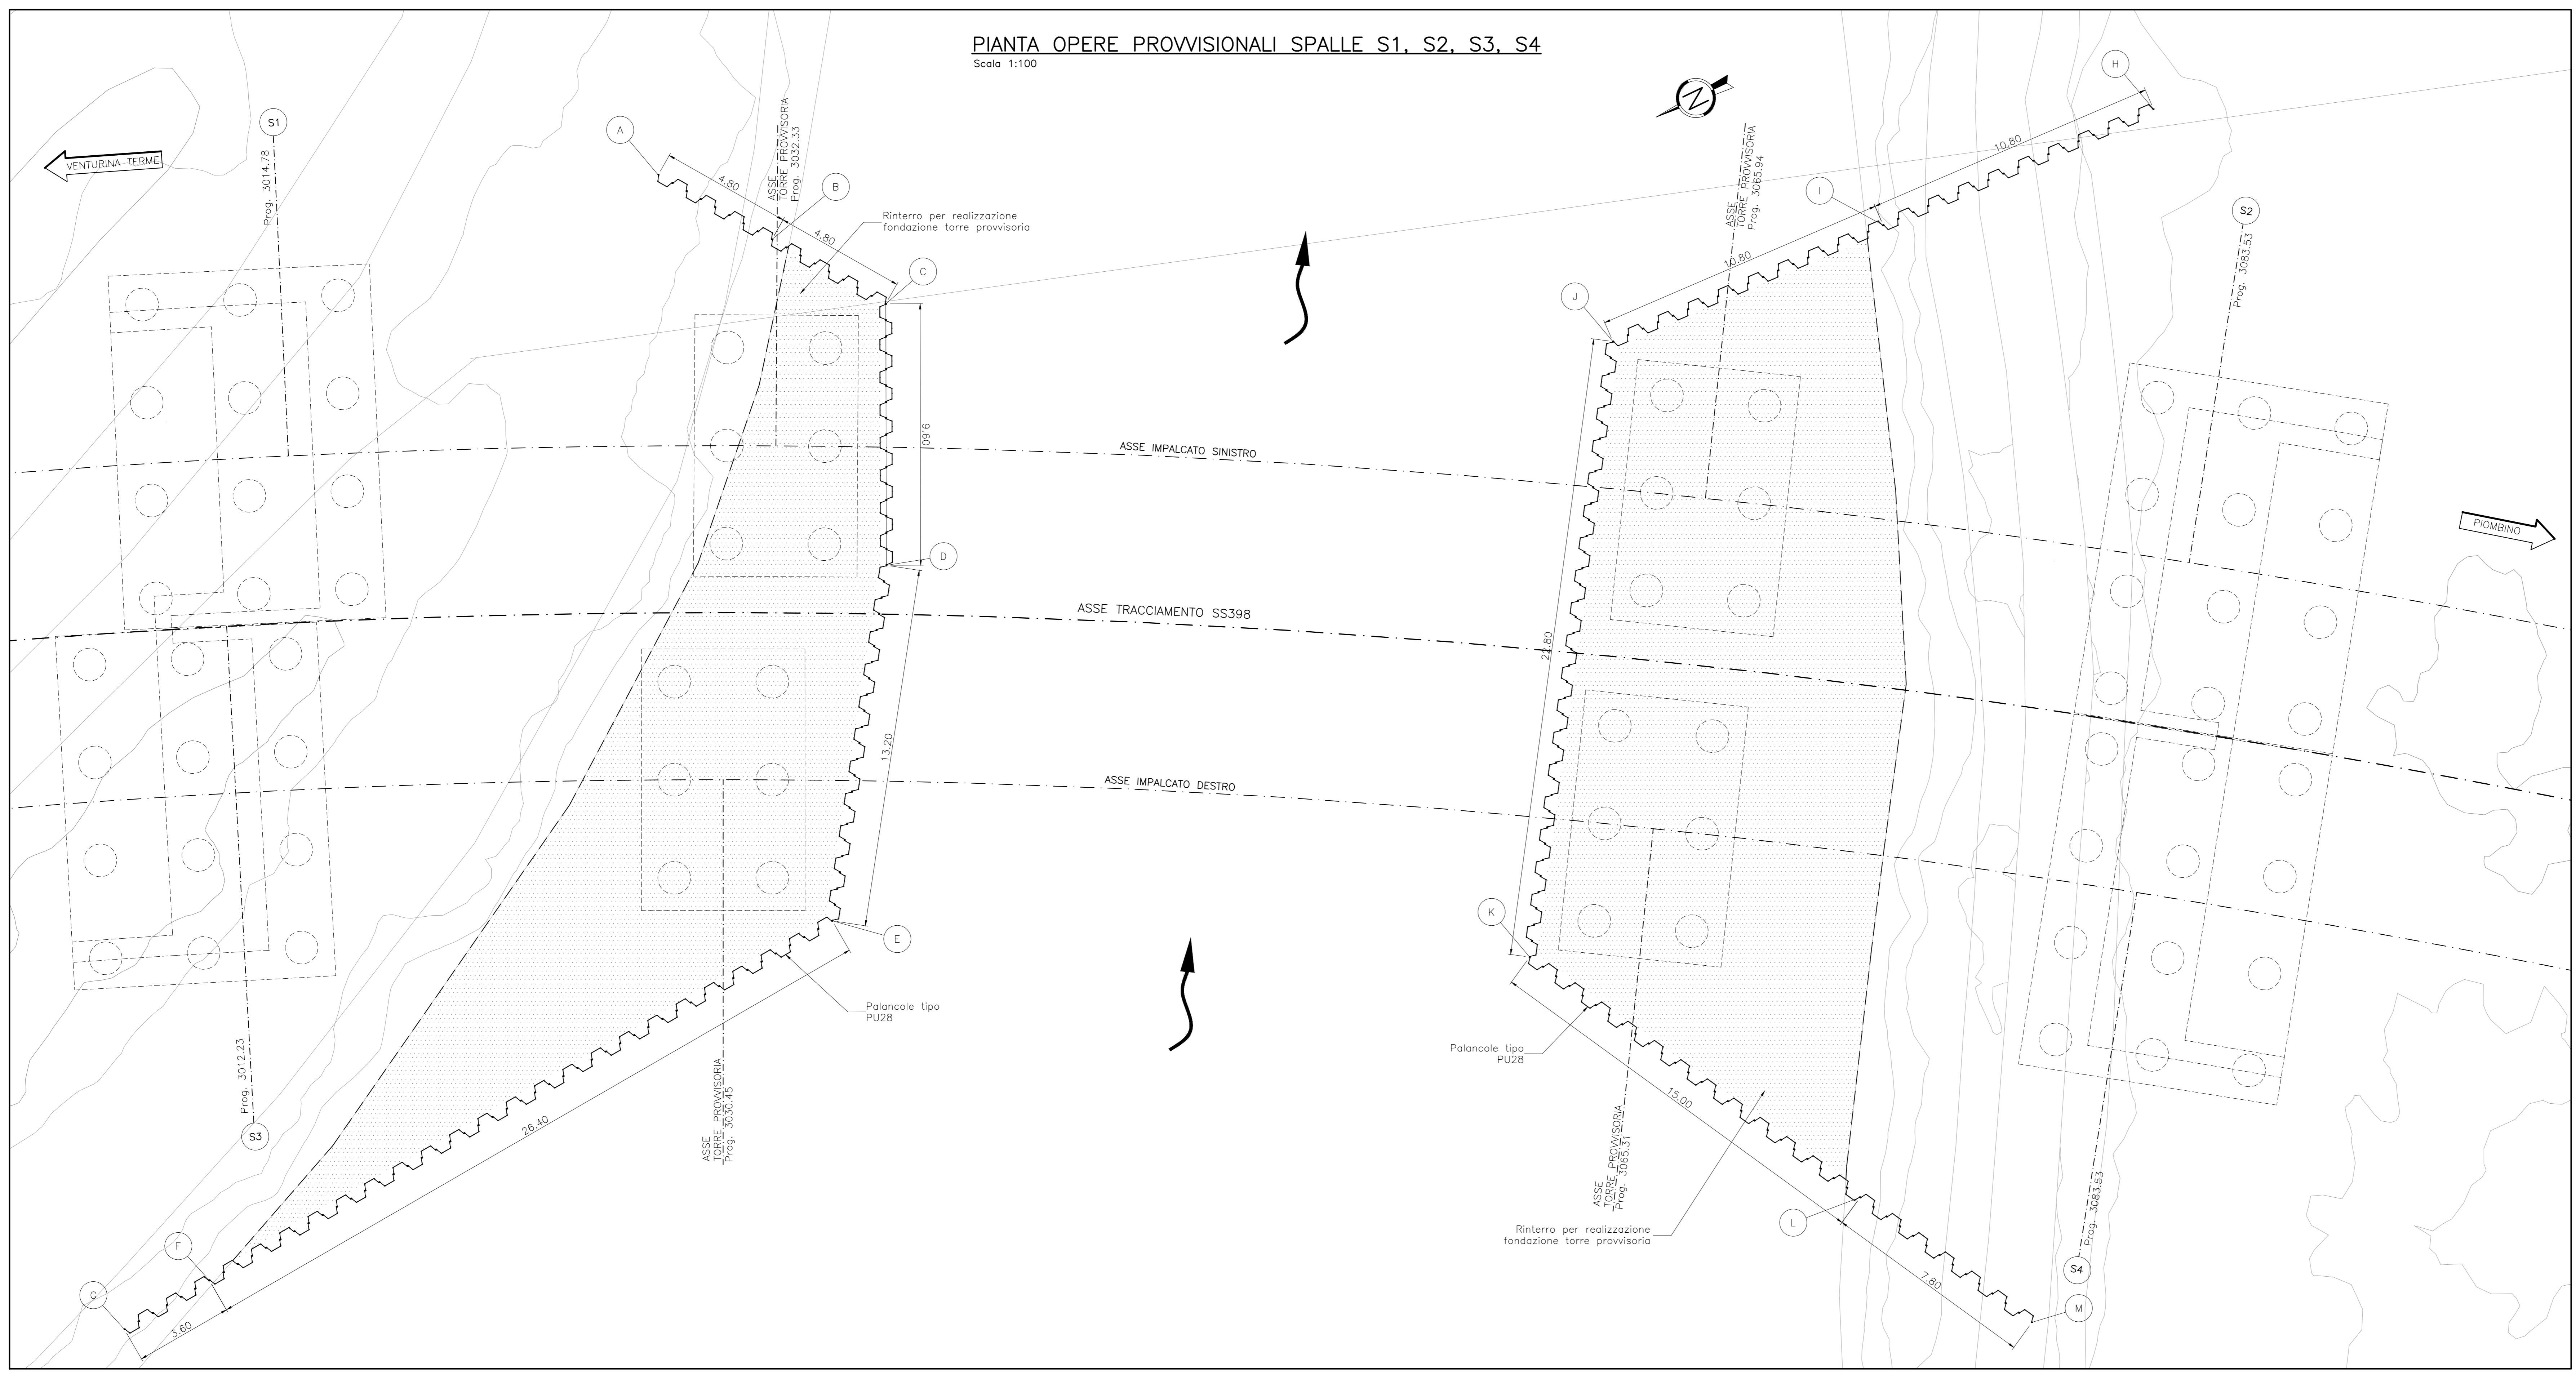 PIANTA OPERE PROVVISIONALI SPALLE S1, S2, S3, S4
Scala 1:100
H
S1
A
VENTURINA TERME
Prog. 3014.78
ASSE
TORRE PROVVISORIA
Prog. 3032.33
N
ASSE
TORRE PROVVISORIA
Prog. 3065.94
10.80
4.80
B
I
S2
Rinterro per realizzazione
fondazione torre provvisoria
4.80
C
10.80
Prog. 3083.53
J
9.60
ASSE IMPALCATO SINISTRO
PIOMBINO
D
ASSE TRACCIAMENTO SS398
22.80
13.20
ASSE IMPALCATO DESTRO
K
E
Palancole tipo
PU28
Palancole tipo
PU28
Prog. 3012.23
S3
26.40
ASSE
TORRE PROVVISORIA
Prog. 3030.45
15.00
ASSE
TORRE PROVVISORIA
Prog. 3065.31
Rinterro per realizzazione
fondazione torre provvisoria
L
Prog. 3083.53
S4
F
G
3.60
7.80
M